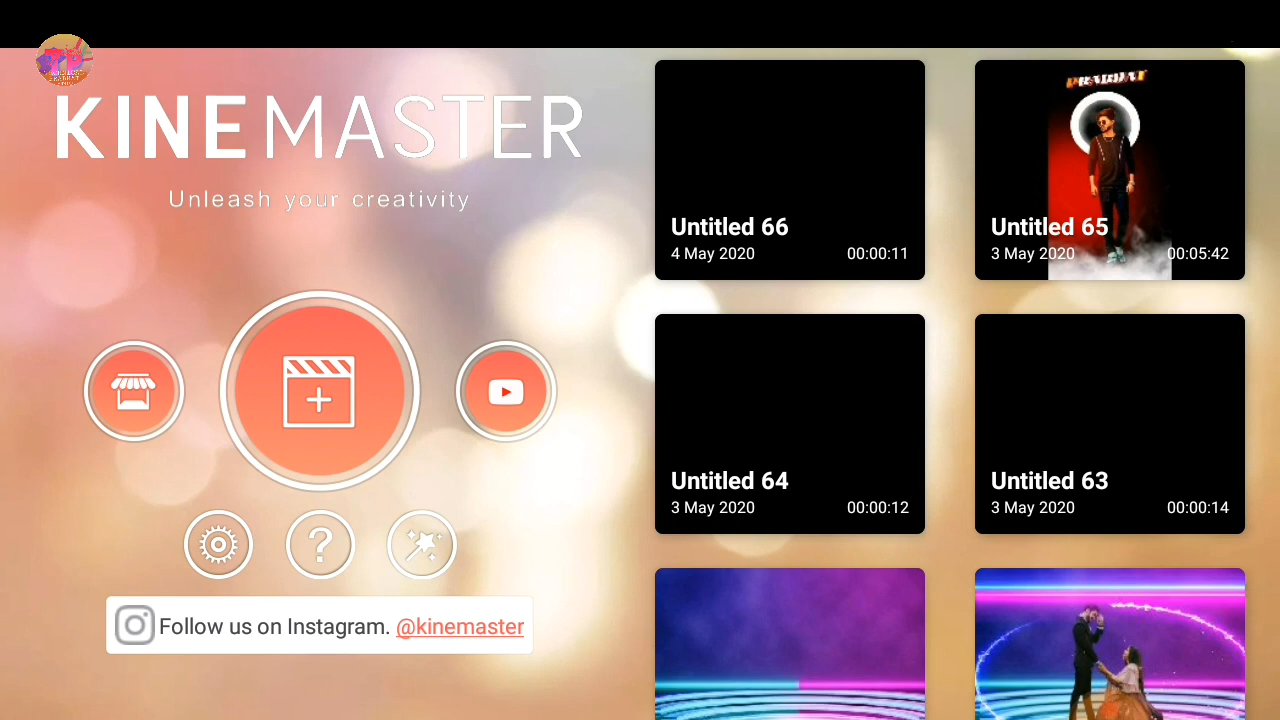 KINEMASTER
Unleash your creativity
Follow us on Instagram. @kinemaster
Untitled 66
4 May 2020 00:00:11
PRABHAT
Untitled 65
3 May 2020 00:05:42
Untitled 64
3 May 2020 00:00:12
Untitled 63
3 May 2020 00:00:14